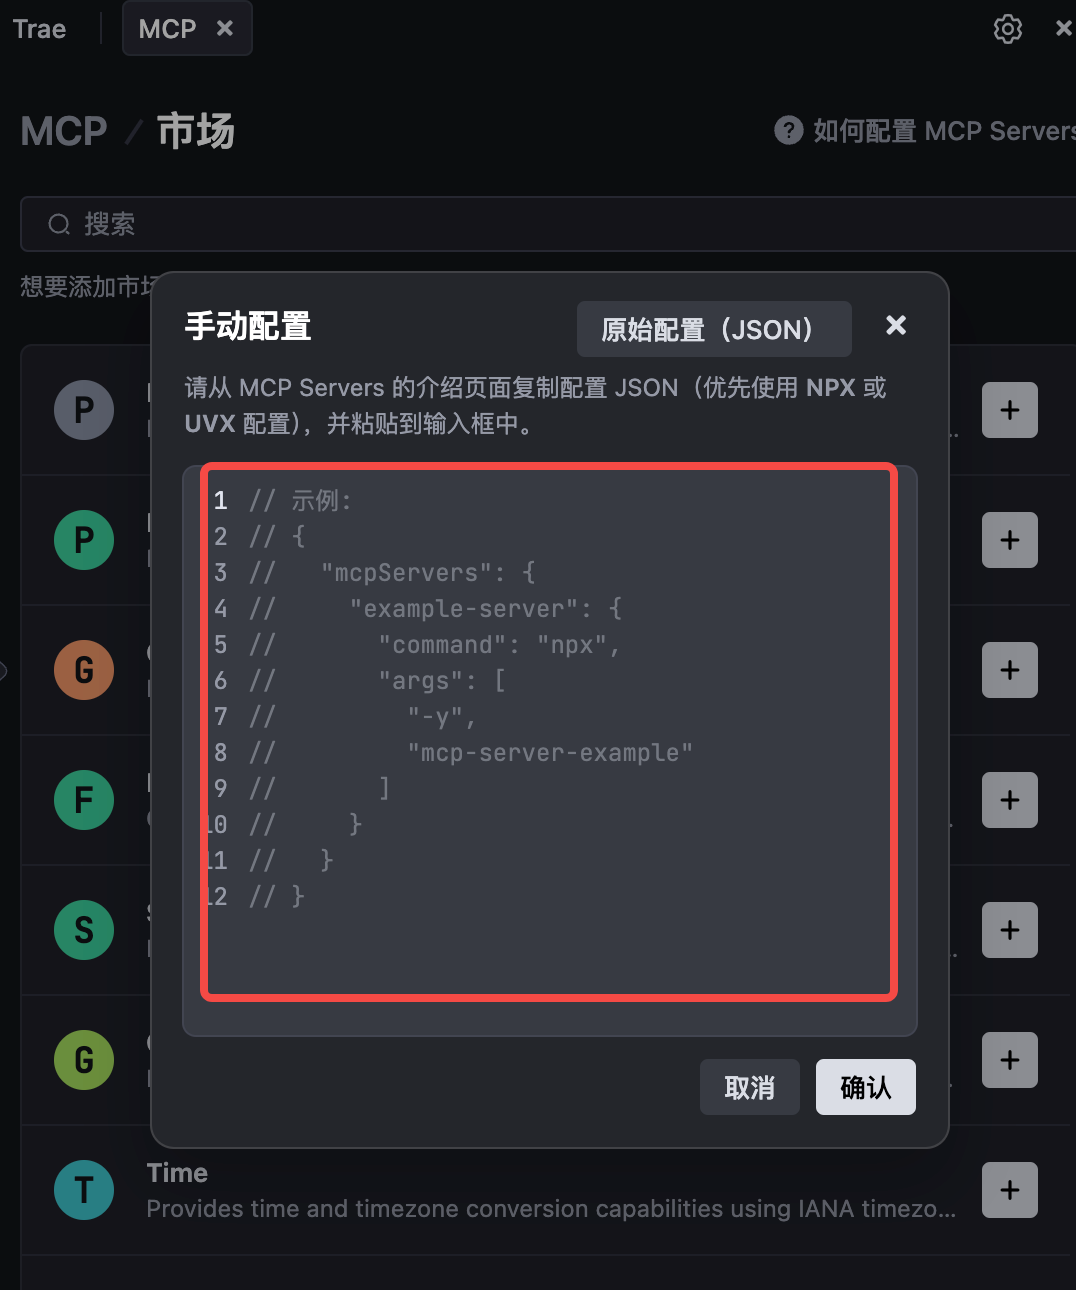 Trae
MCP
MCP / 市场
如何配置 MCP Servers
搜索
想要添加市场
手动配置
原始配置（JSON）
请从 MCP Servers 的介绍页面复制配置 JSON（优先使用 NPX 或
UVX 配置），并粘贴到输入框中。
1 // 示例:
2 // {
3 //   "mcpServers": {
4 //     "example-server": {
5 //       "command": "npx",
6 //       "args": [
7 //         "-y",
8 //         "mcp-server-example"
9 //       ]
10 //     }
11 //   }
12 // }
取消
确认
P
P
G
F
S
G
T
Time
Provides time and timezone conversion capabilities using IANA timezo...